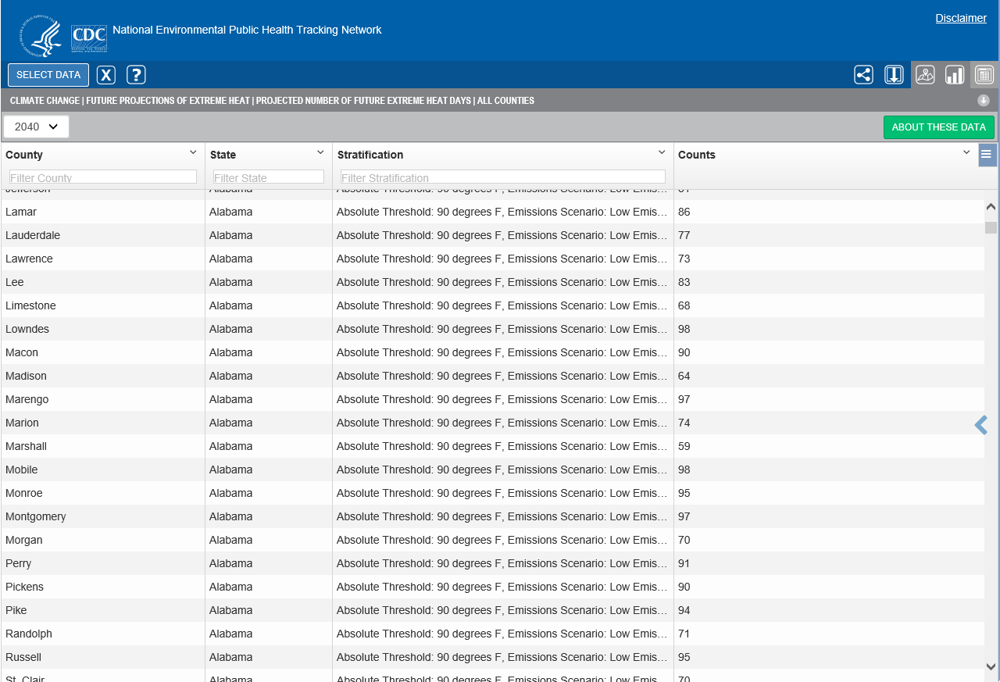 Disclaimer
CDC National Environmental Public Health Tracking Network
SELECT DATA X ?
CLIMATE CHANGE | FUTURE PROJECTIONS OF EXTREME HEAT | PROJECTED NUMBER OF FUTURE EXTREME HEAT DAYS | ALL COUNTIES
2040 ABOUT THESE DATA
County State Stratification Counts
Filter County Filter State Filter Stratification
Jefferson Alabama Absolute Threshold: 90 degrees F, Emissions Scenario: Low Emis…
Lamar Alabama Absolute Threshold: 90 degrees F, Emissions Scenario: Low Emis… 86
Lauderdale Alabama Absolute Threshold: 90 degrees F, Emissions Scenario: Low Emis… 77
Lawrence Alabama Absolute Threshold: 90 degrees F, Emissions Scenario: Low Emis… 73
Lee Alabama Absolute Threshold: 90 degrees F, Emissions Scenario: Low Emis… 83
Limestone Alabama Absolute Threshold: 90 degrees F, Emissions Scenario: Low Emis… 68
Lowndes Alabama Absolute Threshold: 90 degrees F, Emissions Scenario: Low Emis… 98
Macon Alabama Absolute Threshold: 90 degrees F, Emissions Scenario: Low Emis… 90
Madison Alabama Absolute Threshold: 90 degrees F, Emissions Scenario: Low Emis… 64
Marengo Alabama Absolute Threshold: 90 degrees F, Emissions Scenario: Low Emis… 97
Marion Alabama Absolute Threshold: 90 degrees F, Emissions Scenario: Low Emis… 74
Marshall Alabama Absolute Threshold: 90 degrees F, Emissions Scenario: Low Emis… 59
Mobile Alabama Absolute Threshold: 90 degrees F, Emissions Scenario: Low Emis… 98
Monroe Alabama Absolute Threshold: 90 degrees F, Emissions Scenario: Low Emis… 95
Montgomery Alabama Absolute Threshold: 90 degrees F, Emissions Scenario: Low Emis… 97
Morgan Alabama Absolute Threshold: 90 degrees F, Emissions Scenario: Low Emis… 70
Perry Alabama Absolute Threshold: 90 degrees F, Emissions Scenario: Low Emis… 91
Pickens Alabama Absolute Threshold: 90 degrees F, Emissions Scenario: Low Emis… 90
Pike Alabama Absolute Threshold: 90 degrees F, Emissions Scenario: Low Emis… 94
Randolph Alabama Absolute Threshold: 90 degrees F, Emissions Scenario: Low Emis… 71
Russell Alabama Absolute Threshold: 90 degrees F, Emissions Scenario: Low Emis… 95
St. Clair Alabama Absolute Threshold: 90 degrees F, Emissions Scenario: Low Emis… 70